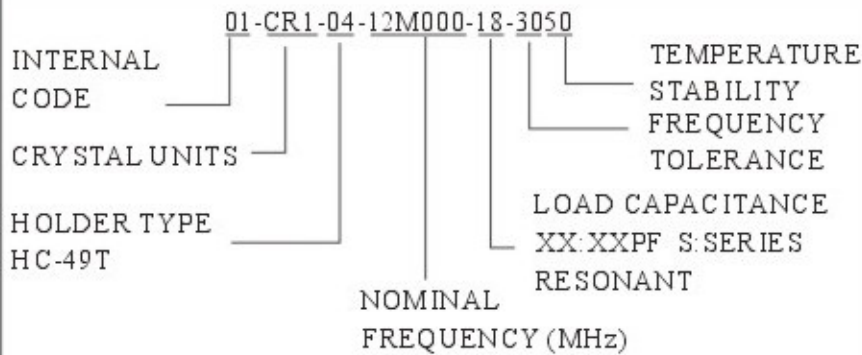 01-CR1-04-12M000-18-3050
INTERNAL
CODE
CRYSTAL UNITS
HOLDER TYPE
HC-49T
NOMINAL
FREQUENCY (MHz)
TEMPERATURE
STABILITY
FREQUENCY
TOLERANCE
LOAD CAPACITANCE
XX:XXPF S:SERIES
RESONANT